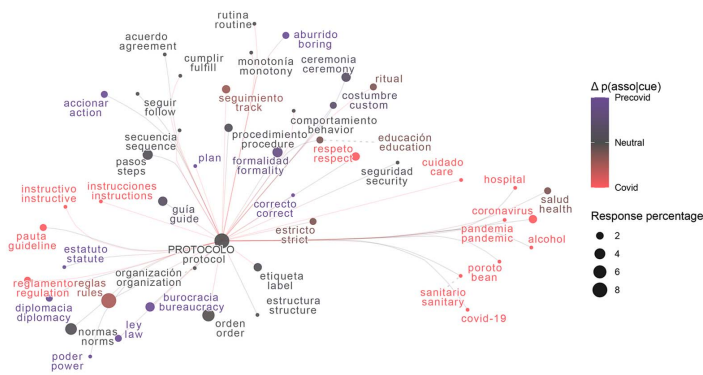 rutina
routine
aburrido
boring
acuerdo
agreement
cumplir
fulfill
monotonía
monotony
ceremonia
ceremony
ritual
accionar
action
seguir
follow
seguimiento
track
costumbre
custom
comportamiento
behavior
secuencia
sequence
procedimiento
procedure
educación
education
pasos
steps
plan
formalidad
formality
respeto
respect
seguridad
security
cuidado
care
hospital
instructivo
instructive
instrucciones
instructions
correcto
correct
salud
health
guía
guide
coronavirus
pauta
guideline
estricto
strict
pandemia
pandemic
alcohol
estatuto
statute
PROTOCOLO
protocol
organización
organization
etiqueta
label
poroto
bean
reglamento
regulation
reglas
rules
sanitario
sanitary
diplomacia
diplomacy
burocracia
bureaucracy
estructura
structure
covid-19
ley
law
orden
order
normas
norms
poder
power
Δ p(asso|cue)
Precovid
Neutral
Covid
Response percentage
2
4
6
8